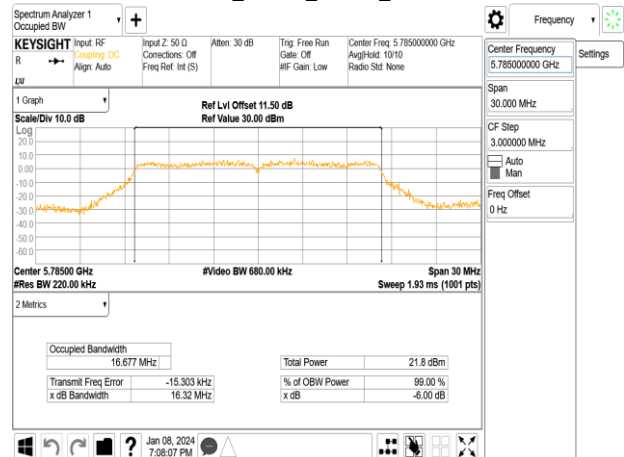 Spectrum Analyzer 1
Occupied BW
Frequency
KEYSIGHT
R
LXI
Input: RF
Coupling: DC
Align: Auto
Input Z: 50 Ω
Corrections: Off
Freq Ref: Int (S)
Atten: 30 dB
Trig: Free Run
Gate: Off
#IF Gain: Low
Center Freq: 5.785000000 GHz
Avg|Hold: 10/10
Radio Std: None
Center Frequency
5.785000000 GHz
Settings
Span
30.000 MHz
CF Step
3.000000 MHz
Auto
Man
Freq Offset
0 Hz
1 Graph
Scale/Div 10.0 dB
Ref Lvl Offset 11.50 dB
Ref Value 30.00 dBm
Log
20.0
10.0
0.00
-10.0
-20.0
-30.0
-40.0
-50.0
-60.0
Center 5.78500 GHz
#Res BW 220.00 kHz
#Video BW 680.00 kHz
Span 30 MHz
Sweep 1.93 ms (1001 pts)
2 Metrics
Occupied Bandwidth
16.677 MHz
Transmit Freq Error -15.303 kHz
x dB Bandwidth 16.32 MHz
Total Power 21.8 dBm
% of OBW Power 99.00 %
x dB -6.00 dB
?
Jan 08, 2024
7:08:07 PM